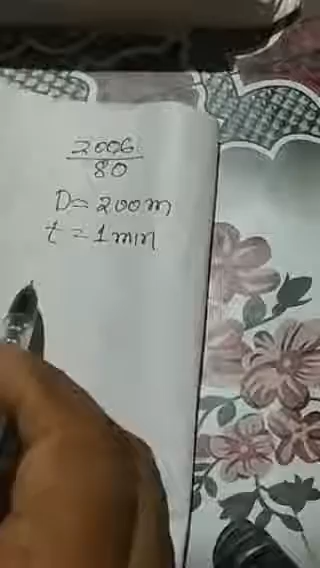 2006
80
D = 200m
t = 1 min